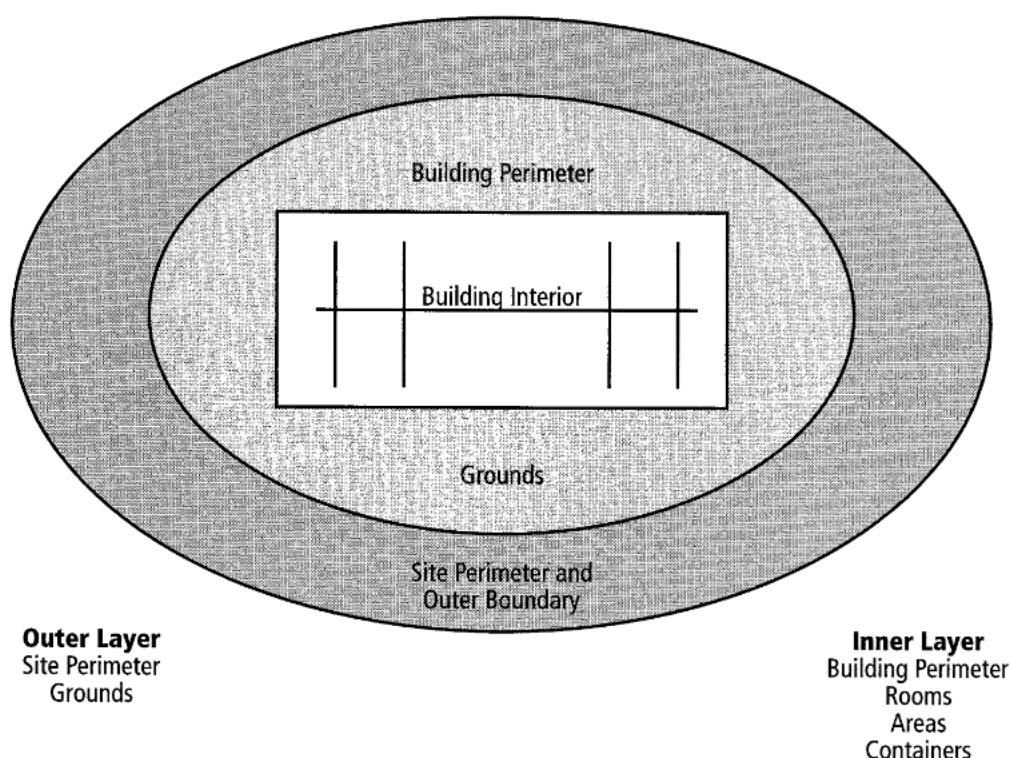 Building Perimeter
Building Interior
Grounds
Site Perimeter and
Outer Boundary
Outer Layer
Site Perimeter
Grounds
Inner Layer
Building Perimeter
Rooms
Areas
Containers